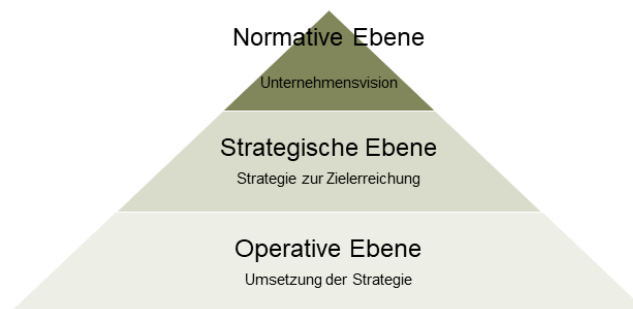 Normative Ebene
Unternehmensvision
Strategische Ebene
Strategie zur Zielerreichung
Operative Ebene
Umsetzung der Strategie